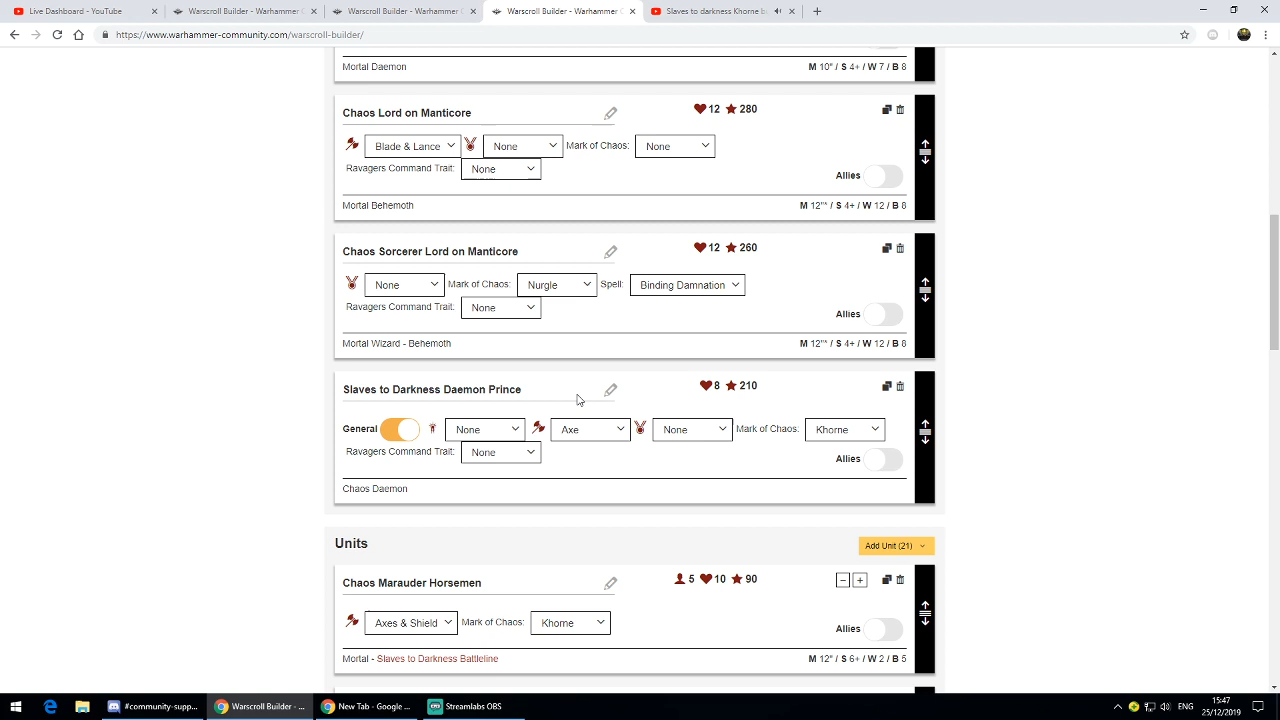 Live Dashboard - YouTube
Warscroll Builder - Warhammer C
Warscroll Builder - Warhammer C
Warscroll Builder - Warhammer C
Slaves to darkness Khorne b
https://www.warhammer-community.com/warscroll-builder/
Mortal Daemon M 10" / S 4+ / W 7 / B 8
Chaos Lord on Manticore 12 280
Blade & Lance None Mark of Chaos: None
Ravagers Command Trait: None
Allies
Mortal Behemoth M 12"* / S 4+ / W 12 / B 8
Chaos Sorcerer Lord on Manticore 12 260
None Mark of Chaos: Nurgle Spell: Binding Damnation
Ravagers Command Trait: None
Allies
Mortal Wizard - Behemoth M 12"* / S 4+ / W 12 / B 8
Slaves to Darkness Daemon Prince 8 210
General None Axe None Mark of Chaos: Khorne
Ravagers Command Trait: None
Allies
Chaos Daemon
Units Add Unit (21)
Chaos Marauder Horsemen 5 10 90
Axe & Shield Mark of Chaos: Khorne
Allies
Mortal - Slaves to Darkness Battleline M 12" / S 6+ / W 2 / B 5
#community-supp...
Warscroll Builder - ...
New Tab - Google ...
Streamlabs OBS
ENG
15:47
25/12/2019